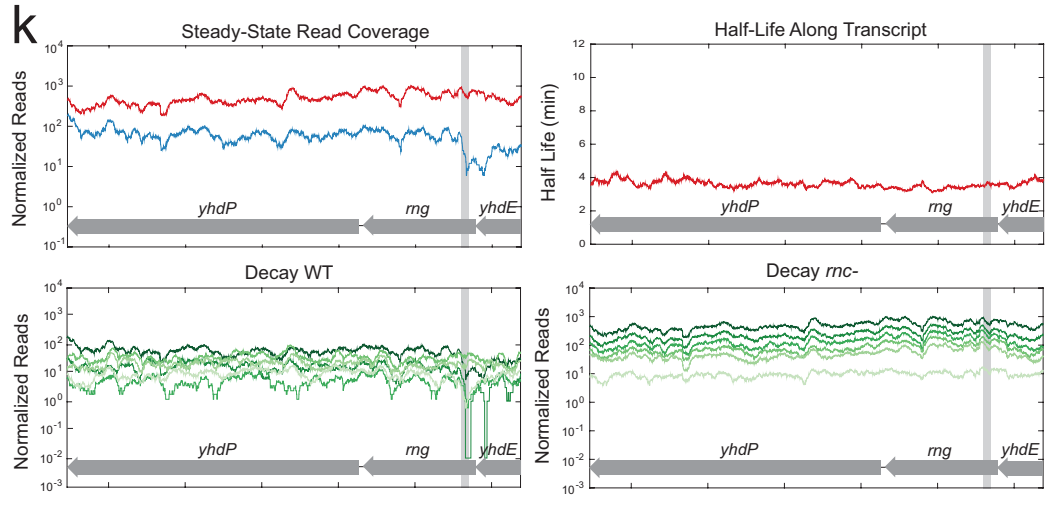 k
Steady-State Read Coverage
Normalized Reads
10^4
10^3
10^2
10^1
10^0
10^-1
yhdP
rng
yhdE
Half-Life Along Transcript
Half Life (min)
12
10
8
6
4
2
0
yhdP
rng
yhdE
Decay WT
Normalized Reads
10^4
10^3
10^2
10^1
10^0
10^-1
10^-2
10^-3
yhdP
rng
yhdE
Decay rnc-
Normalized Reads
10^4
10^3
10^2
10^1
10^0
10^-1
10^-2
10^-3
yhdP
rng
yhdE